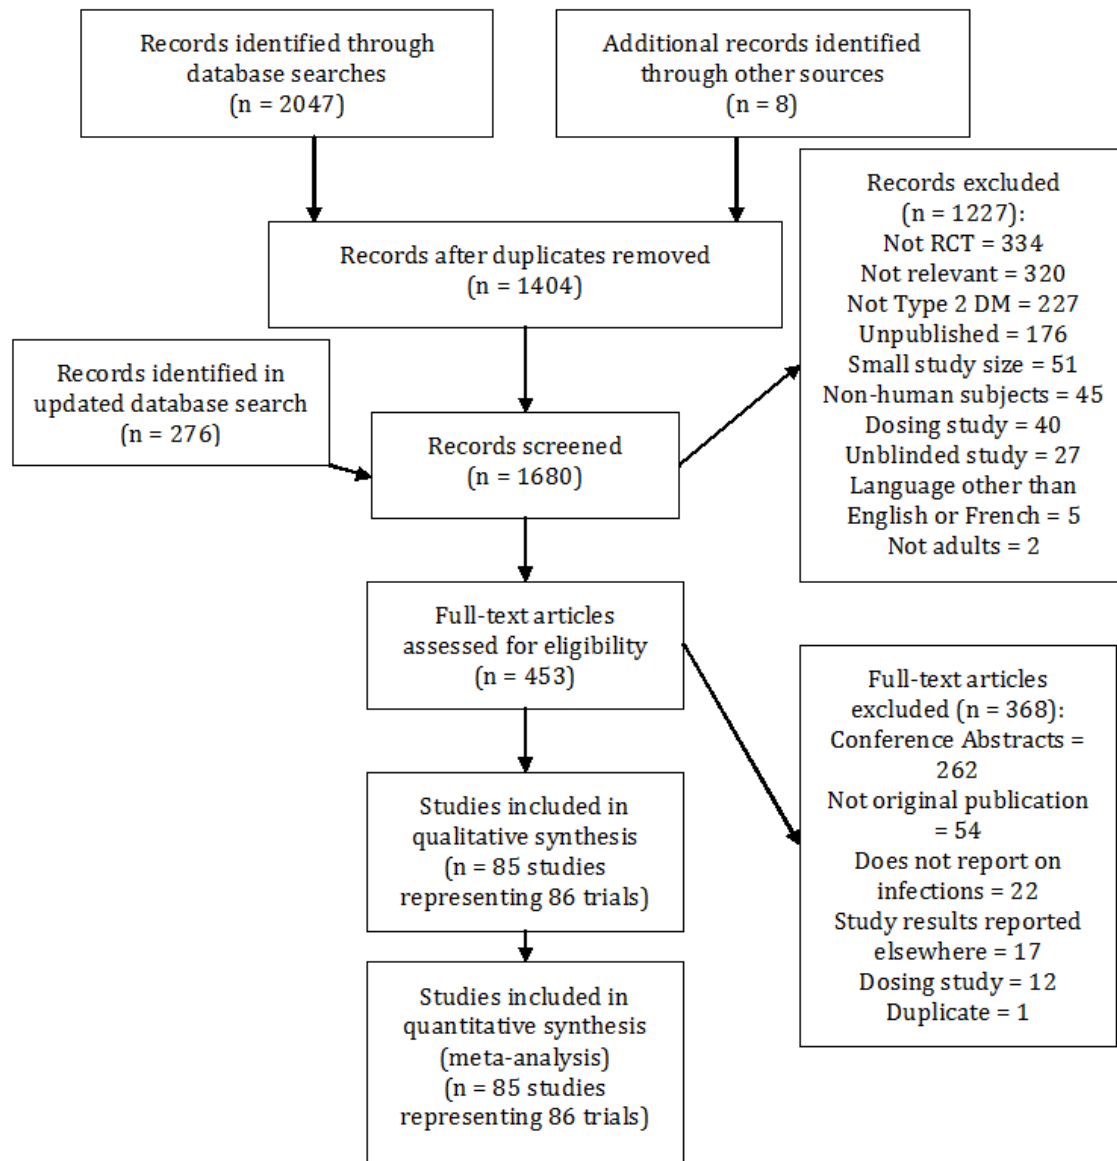 Records identified through
database searches
(n = 2047)
Additional records identified
through other sources
(n = 8)
Records after duplicates removed
(n = 1404)
Records identified in
updated database search
(n = 276)
Records screened
(n = 1680)
Records excluded
(n = 1227):
Not RCT = 334
Not relevant = 320
Not Type 2 DM = 227
Unpublished = 176
Small study size = 51
Non-human subjects = 45
Dosing study = 40
Unblinded study = 27
Language other than
English or French = 5
Not adults = 2
Full-text articles
assessed for eligibility
(n = 453)
Full-text articles
excluded (n = 368):
Conference Abstracts =
262
Not original publication
= 54
Does not report on
infections = 22
Study results reported
elsewhere = 17
Dosing study = 12
Duplicate = 1
Studies included in
qualitative synthesis
(n = 85 studies
representing 86 trials)
Studies included in
quantitative synthesis
(meta-analysis)
(n = 85 studies
representing 86 trials)